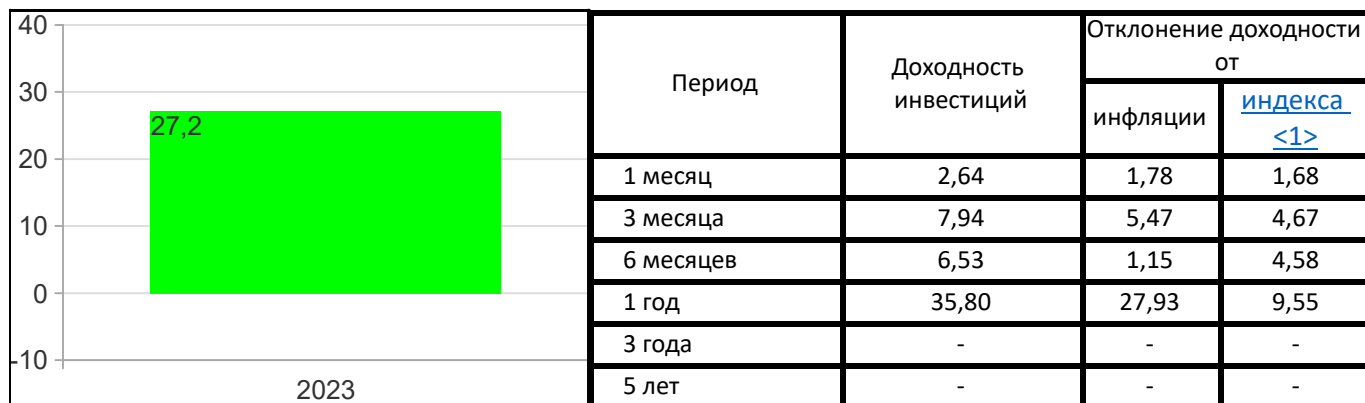 40
30
27,2
20
10
0
-10
2023
Период
Доходность
инвестиций
Отклонение доходности
от
инфляции
индекса
<1>
1 месяц 2,64 1,78 1,68
3 месяца 7,94 5,47 4,67
6 месяцев 6,53 1,15 4,58
1 год 35,80 27,93 9,55
3 года - - -
5 лет - - -